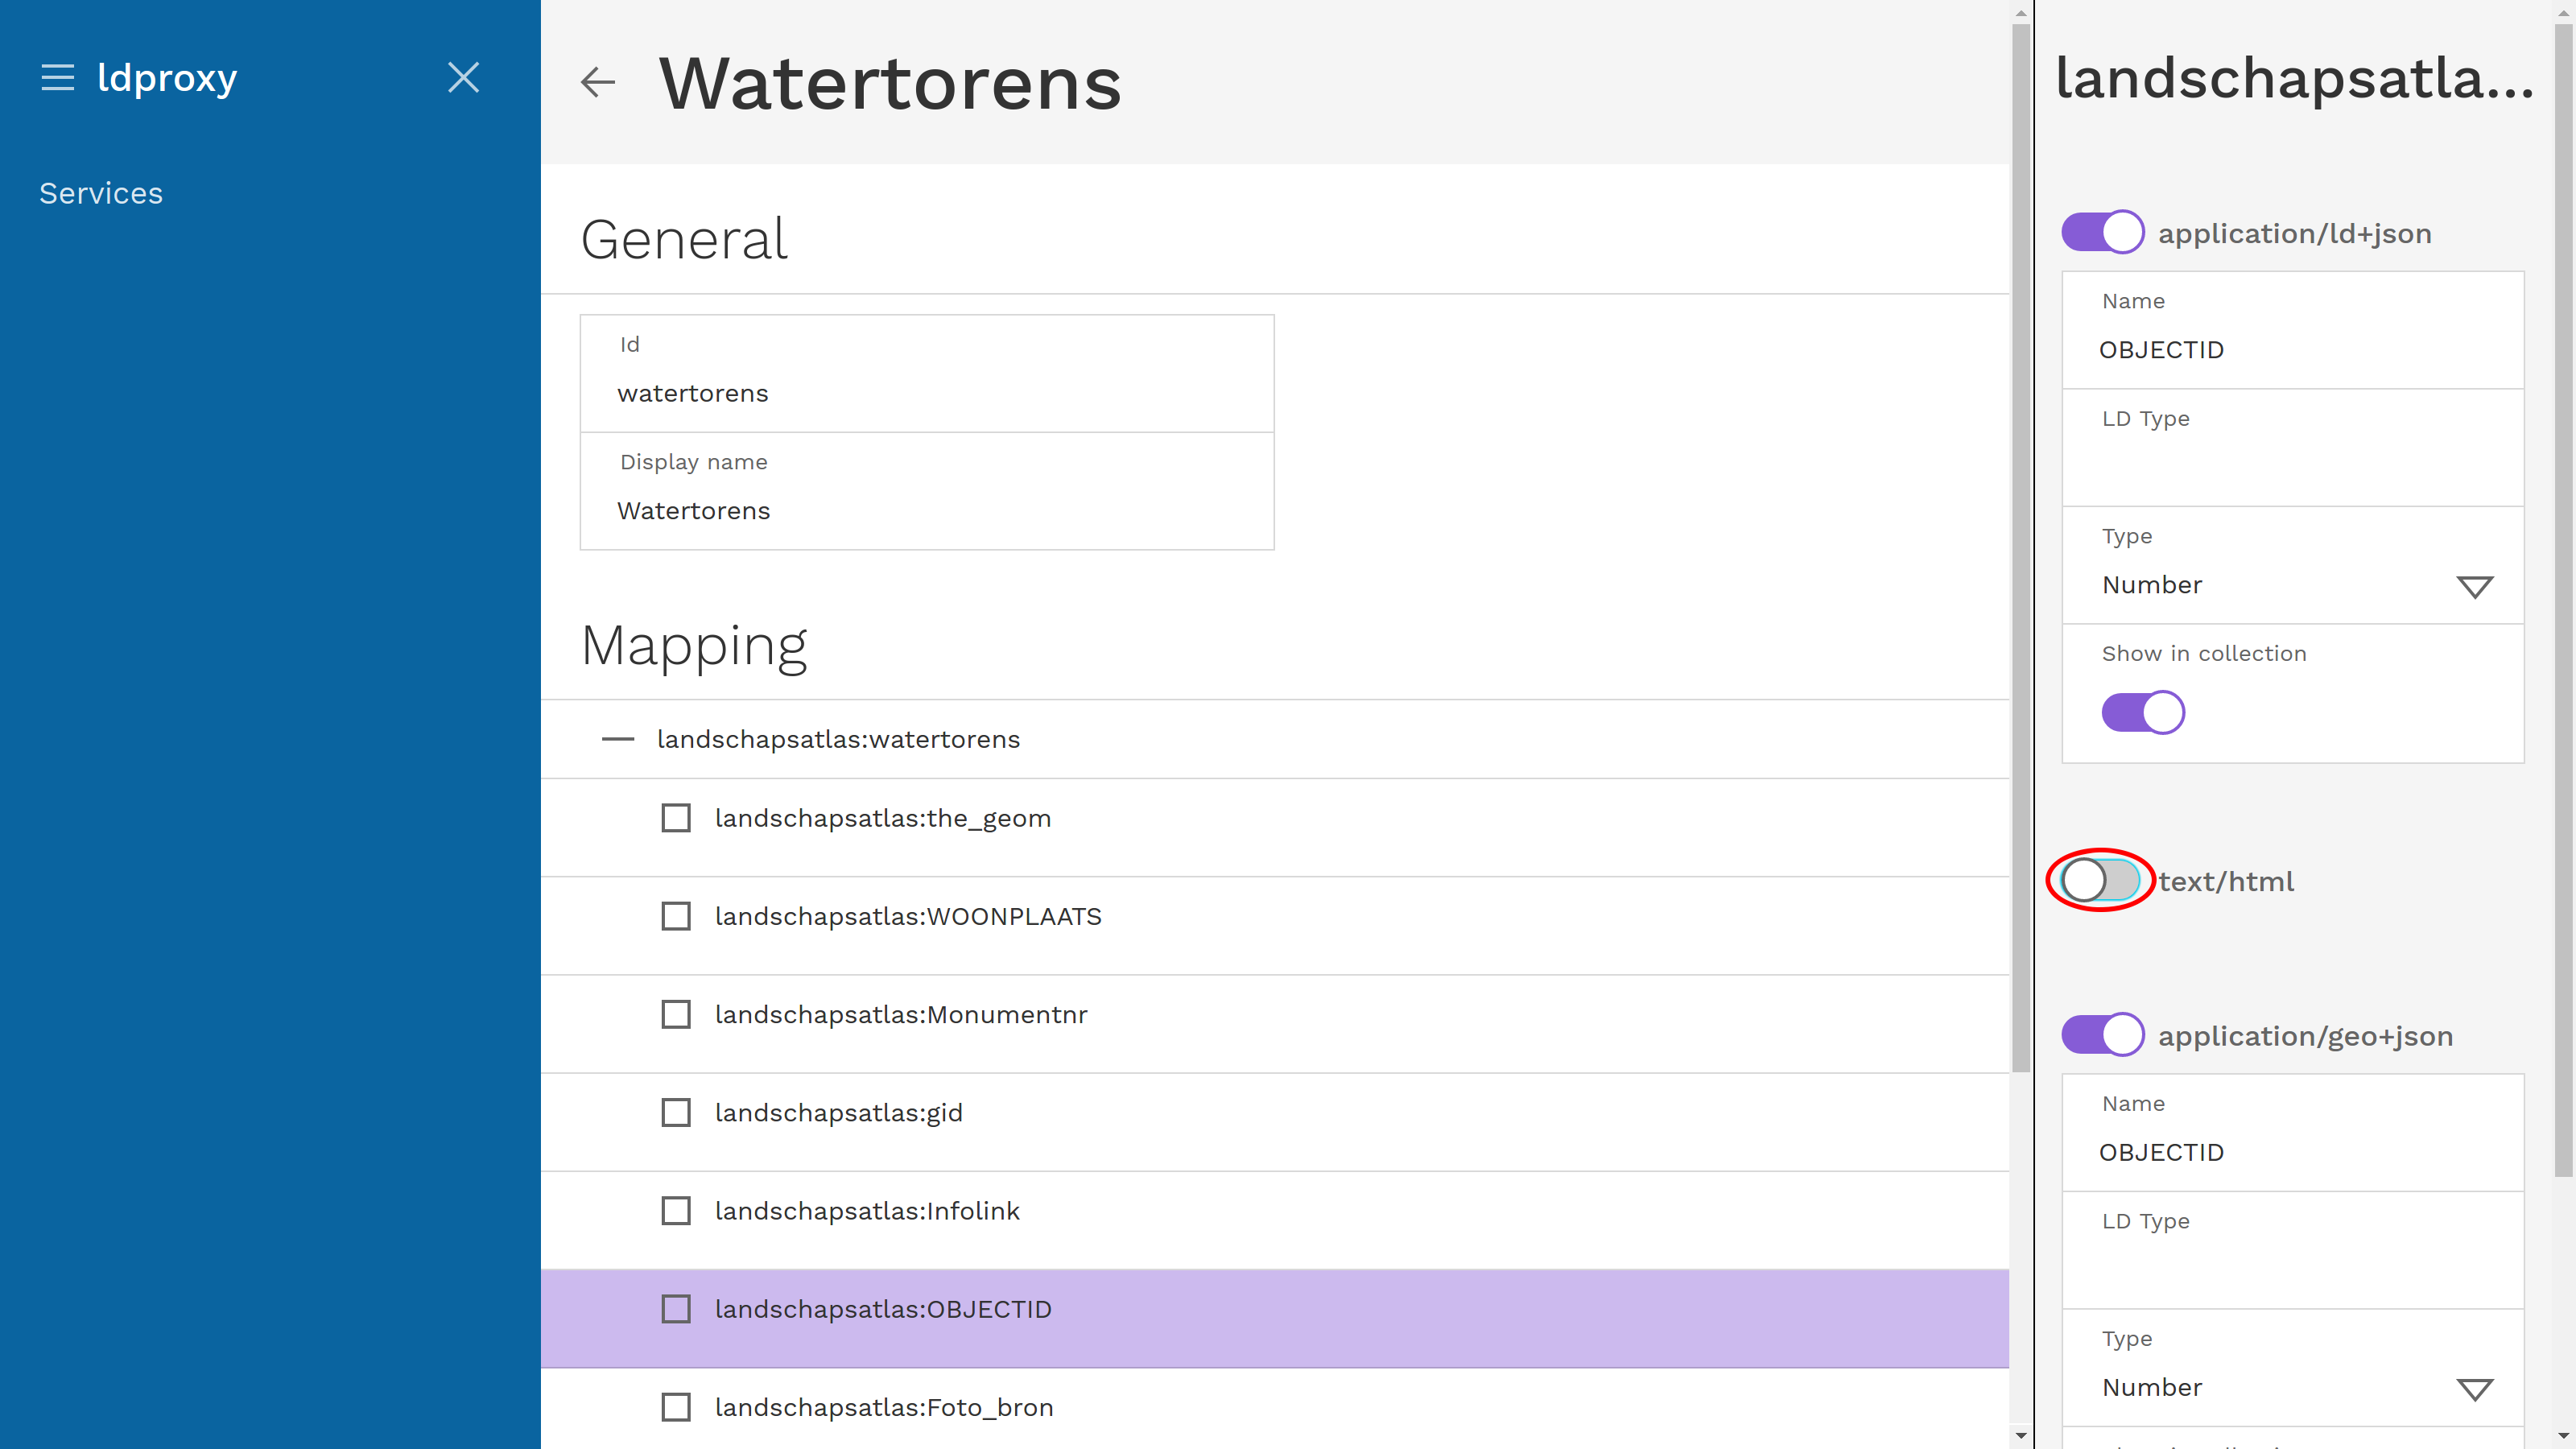 ldproxy
Services
Watertorens
General
Id
watertorens
Display name
Watertorens
Mapping
landschapsatlas:watertorens
landschapsatlas:the_geom
landschapsatlas:WOONPLAATS
landschapsatlas:Monumentnr
landschapsatlas:gid
landschapsatlas:Infolink
landschapsatlas:OBJECTID
landschapsatlas:Foto_bron
landschapsatla...
application/ld+json
Name
OBJECTID
LD Type
Type
Number
Show in collection
text/html
application/geo+json
Name
OBJECTID
LD Type
Type
Number